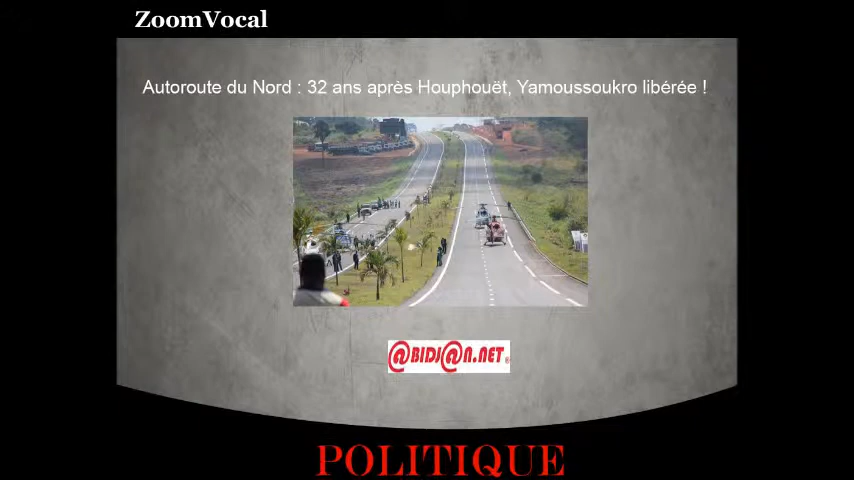 ZoomVocal
Autoroute du Nord : 32 ans après Houphouët, Yamoussoukro libérée !
@BIDJ@N.NET®
POLITIQUE